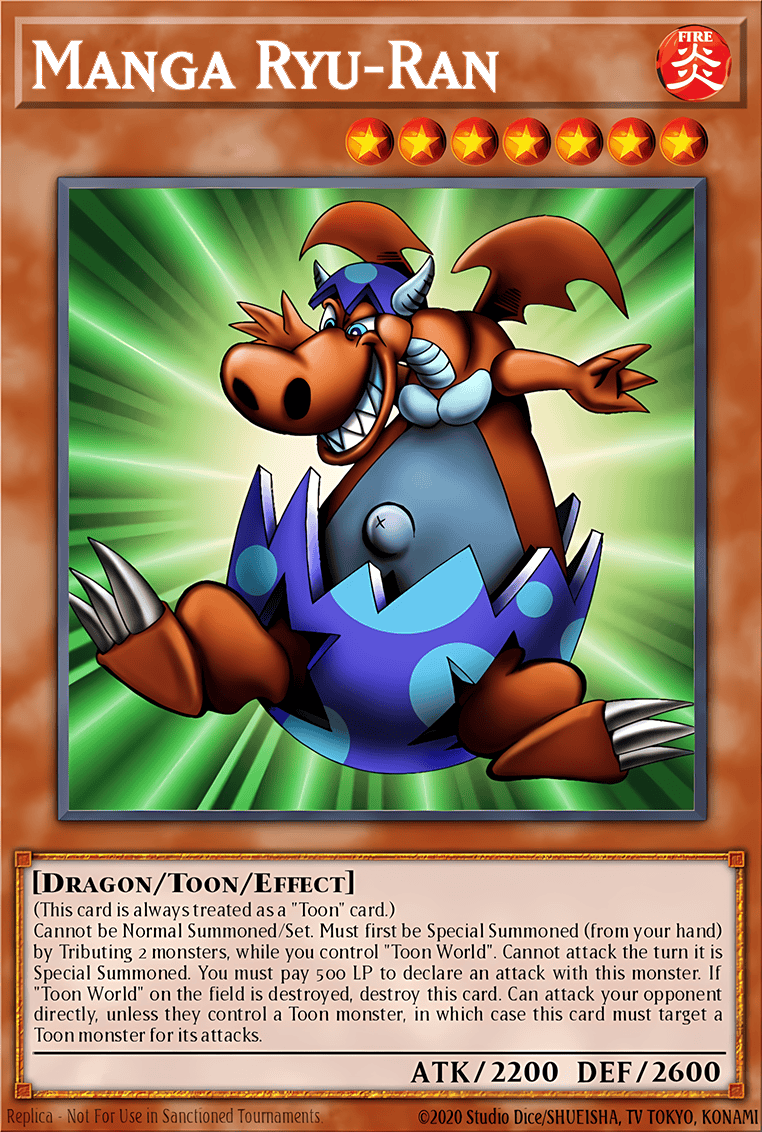 Manga Ryu-Ran
FIRE
炎
[Dragon/Toon/Effect]
(This card is always treated as a "Toon" card.)
Cannot be Normal Summoned/Set. Must first be Special Summoned (from your hand)
by Tributing 2 monsters, while you control "Toon World". Cannot attack the turn it is
Special Summoned. You must pay 500 LP to declare an attack with this monster. If
"Toon World" on the field is destroyed, destroy this card. Can attack your opponent
directly, unless they control a Toon monster, in which case this card must target a
Toon monster for its attacks.
ATK/2200 DEF/2600
Replica - Not For Use in Sanctioned Tournaments.
©2020 Studio Dice/SHUEISHA, TV TOKYO, KONAMI